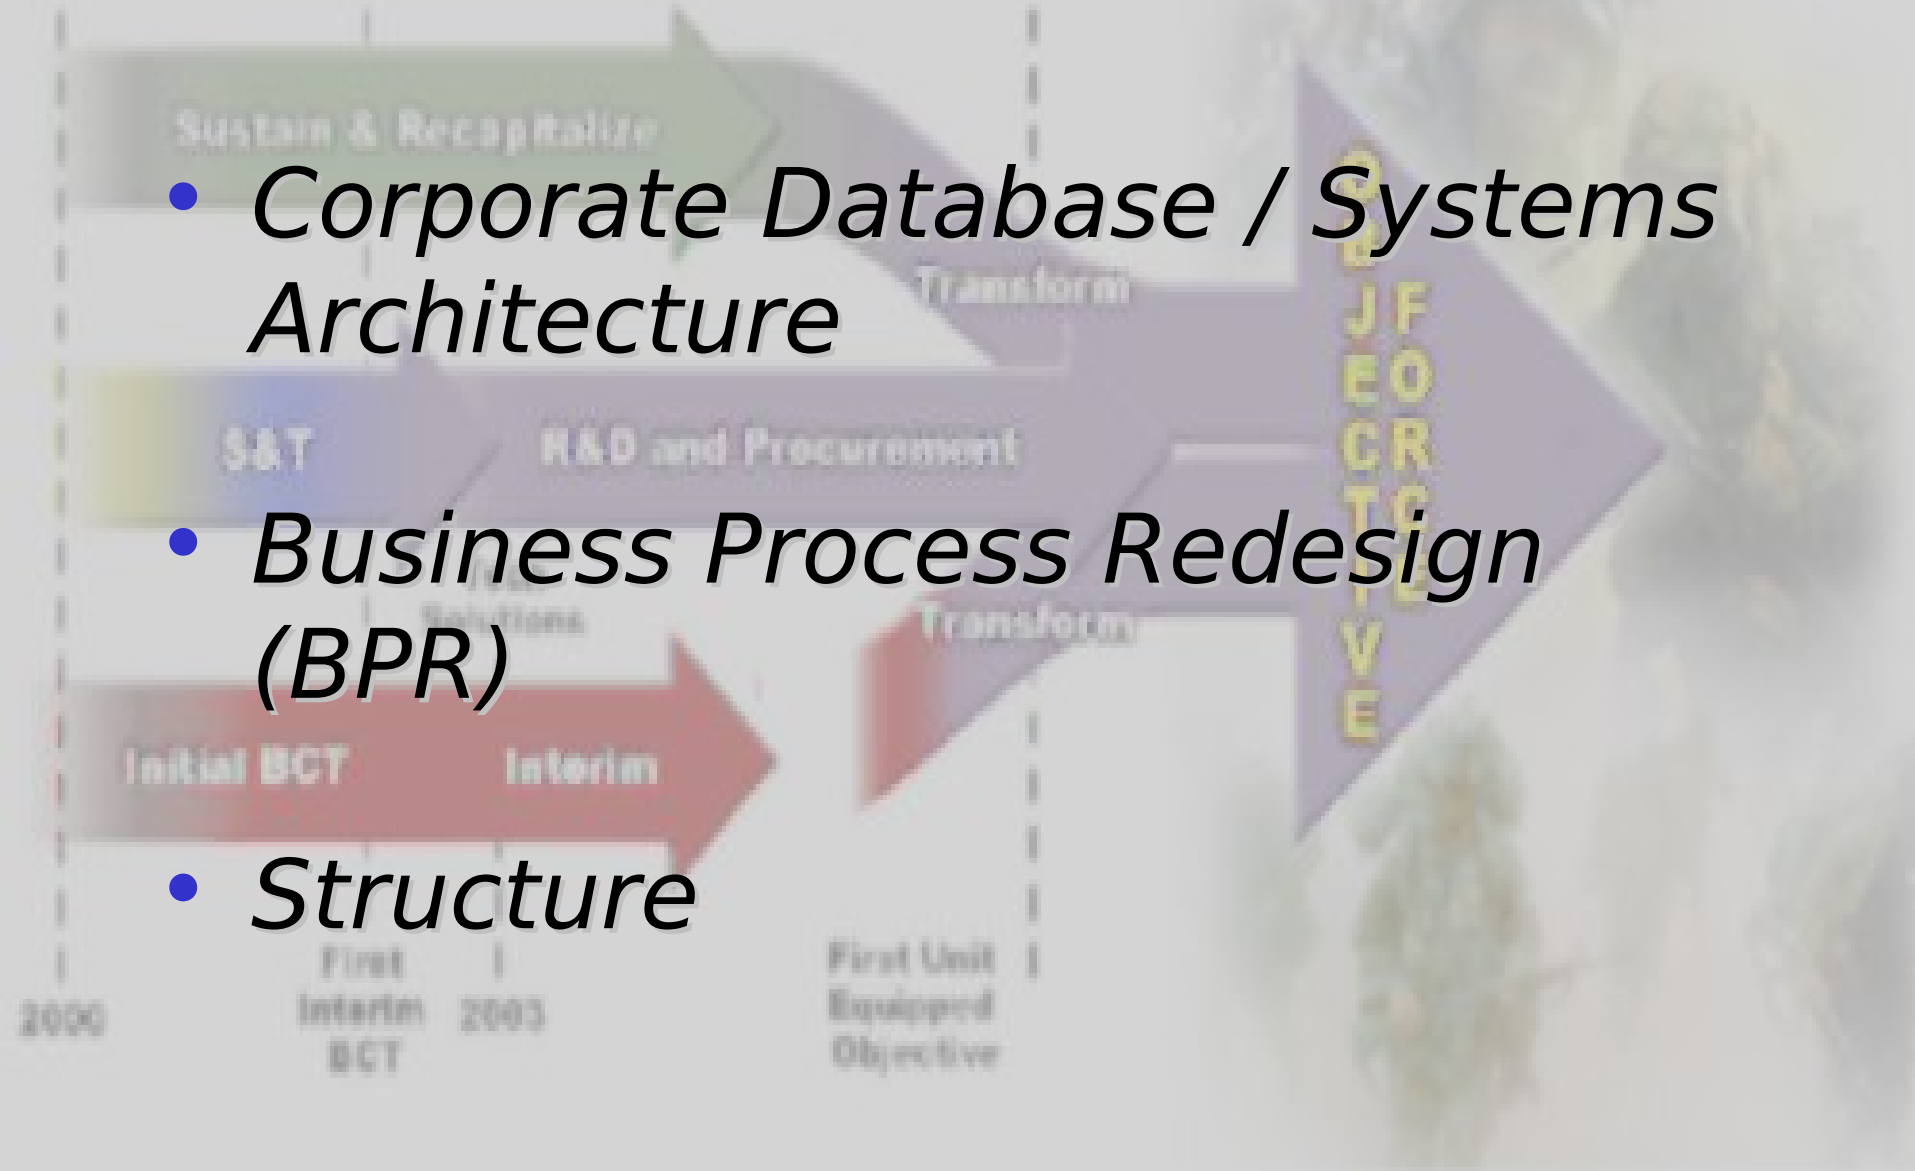 Sustain & Recapitalize
• Corporate Database / Systems
Architecture
Transform
S&T
R&D and Procurement
OBJECTIVE
FORCE
• Business Process Redesign
(BPR)
Solutions
Transform
Initial BCT
Interim
• Structure
2000
First
Interim
BCT
2003
First Unit
Equipped
Objective